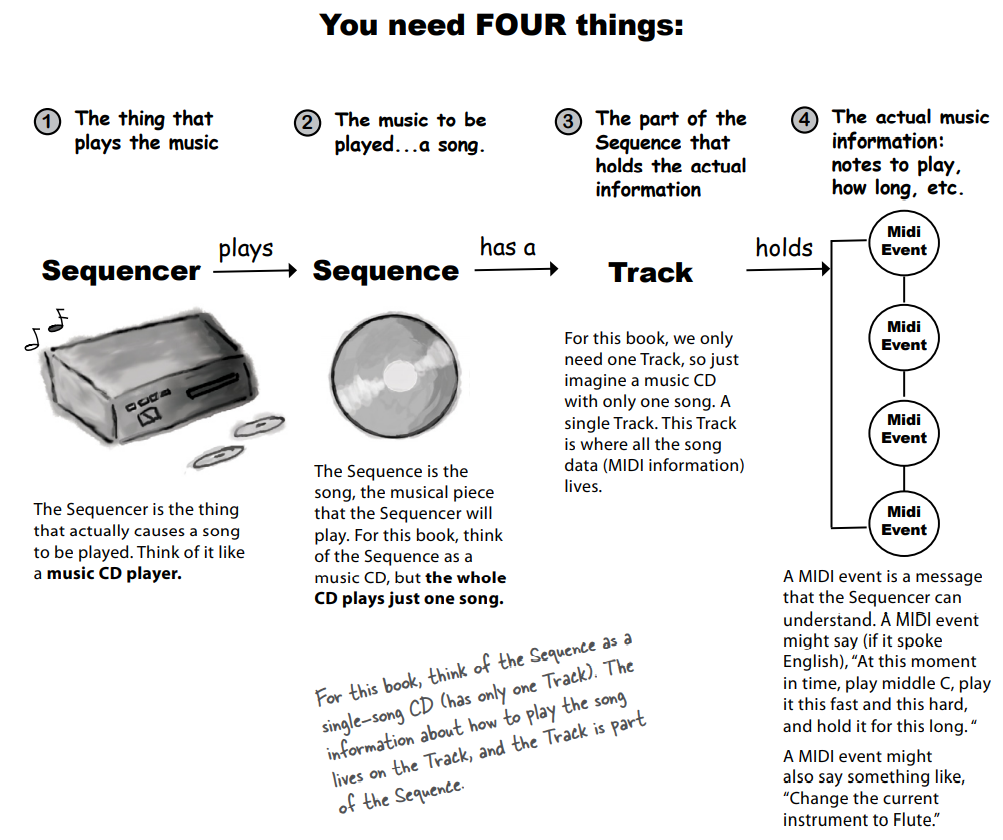 You need FOUR things:
1 The thing that
plays the music
2 The music to be
played...a song.
3 The part of the
Sequence that
holds the actual
information
4 The actual music
information:
notes to play,
how long, etc.
Sequencer
plays
Sequence
has a
Track
holds
Midi
Event
Midi
Event
Midi
Event
Midi
Event
The Sequencer is the thing
that actually causes a song
to be played. Think of it like
a music CD player.
The Sequence is the
song, the musical piece
that the Sequencer will
play. For this book, think
of the Sequence as a
music CD, but the whole
CD plays just one song.
For this book, we only
need one Track, so just
imagine a music CD
with only one song. A
single Track. This Track
is where all the song
data (MIDI information)
lives.
A MIDI event is a message
that the Sequencer can
understand. A MIDI event
might say (if it spoke
English), “At this moment
in time, play middle C, play
it this fast and this hard,
and hold it for this long. “
A MIDI event might
also say something like,
“Change the current
instrument to Flute.”
For this book, think of the Sequence as a
single-song CD (has only one Track). The
information about how to play the song
lives on the Track, and the Track is part
of the Sequence.